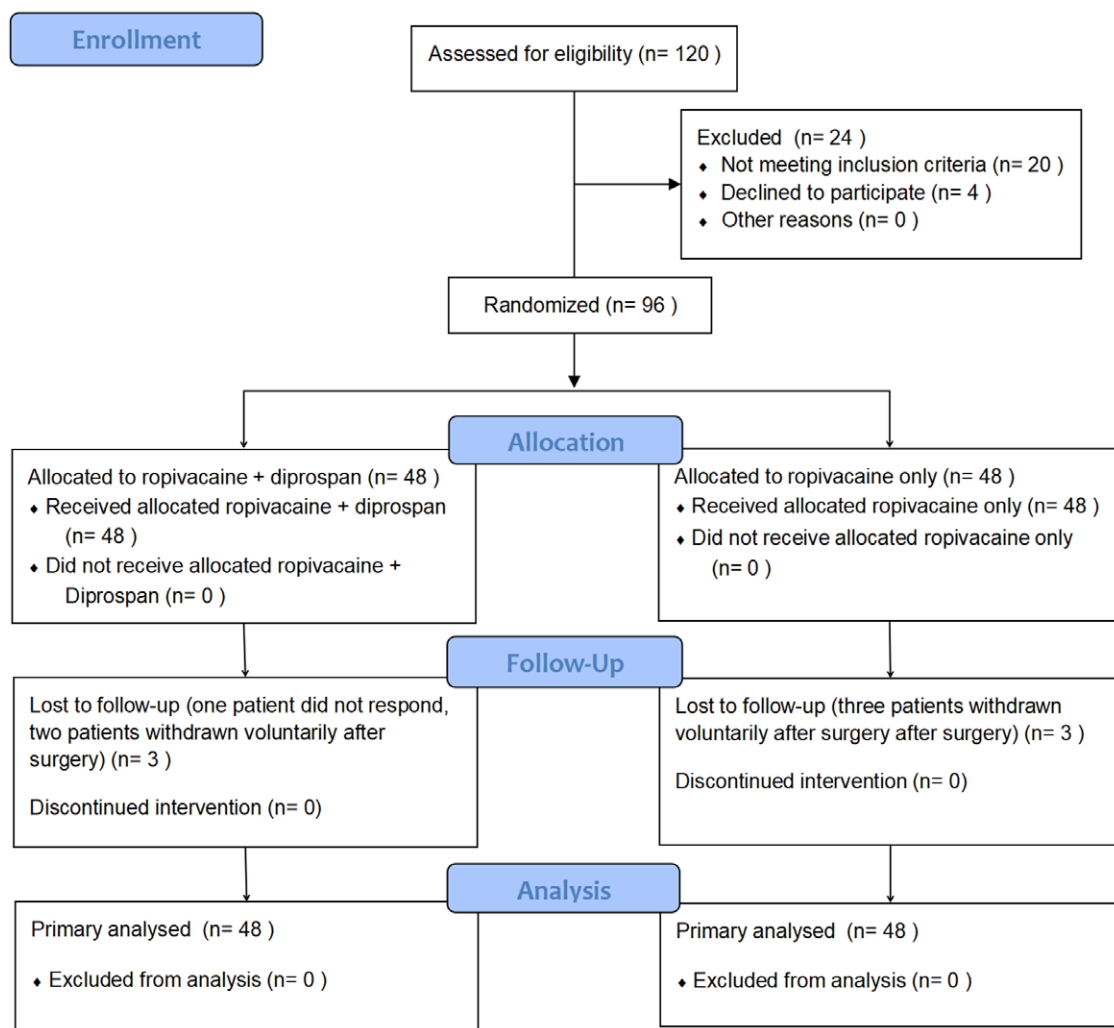 Enrollment
Assessed for eligibility (n= 120 )
Excluded (n= 24 )
⬧ Not meeting inclusion criteria (n= 20 )
⬧ Declined to participate (n= 4 )
⬧ Other reasons (n= 0 )
Randomized (n= 96 )
Allocation
Allocated to ropivacaine + diprospan (n= 48 )
⬧ Received allocated ropivacaine + diprospan
(n= 48 )
⬧ Did not receive allocated ropivacaine +
Diprospan (n= 0 )
Allocated to ropivacaine only (n= 48 )
⬧ Received allocated ropivacaine only (n= 48 )
⬧ Did not receive allocated ropivacaine only
(n= 0 )
Follow-Up
Lost to follow-up (one patient did not respond,
two patients withdrawn voluntarily after
surgery) (n= 3 )
Discontinued intervention (n= 0)
Lost to follow-up (three patients withdrawn
voluntarily after surgery after surgery) (n= 3 )
Discontinued intervention (n= 0)
Analysis
Primary analysed (n= 48 )
⬧ Excluded from analysis (n= 0 )
Primary analysed (n= 48 )
⬧ Excluded from analysis (n= 0 )